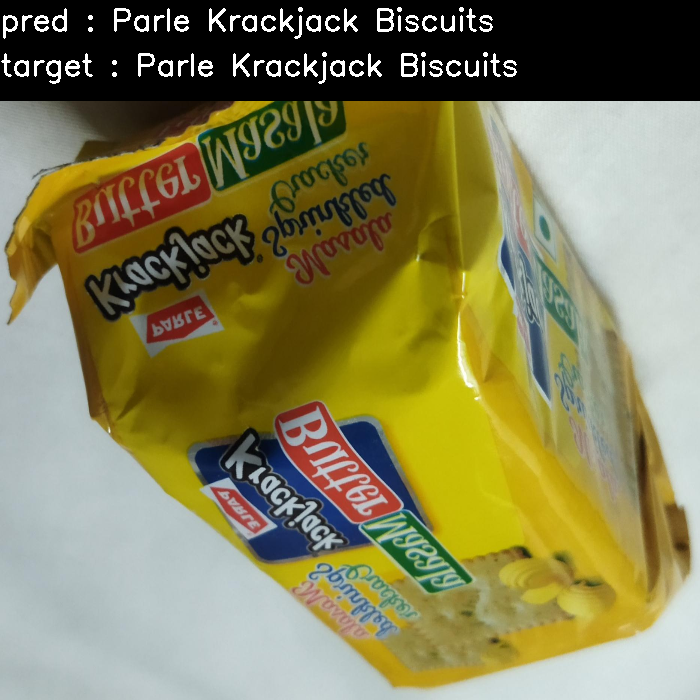 pred : Parle Krackjack Biscuits
target : Parle Krackjack Biscuits
Butter Masala
Krackjack
Masala
Sprinkled
Cracker
PARLE
PARLE
Krackjack
Butter
Masala
Masala
Sprinkled
Cracker